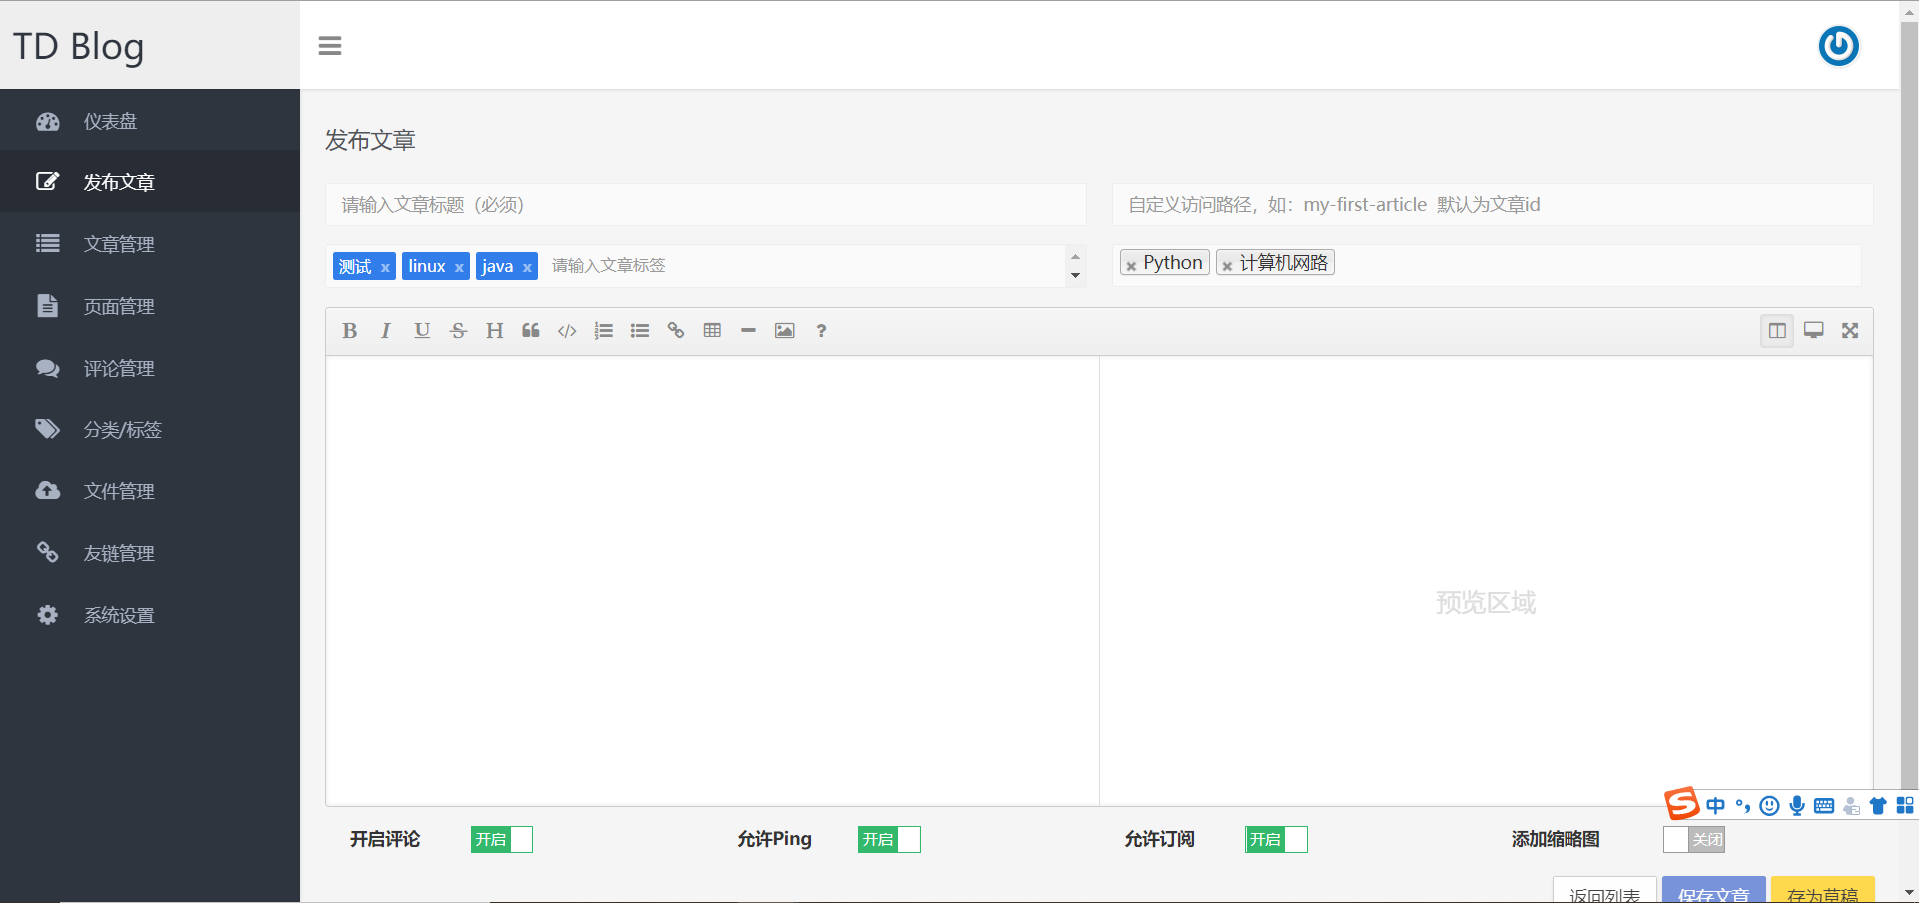 TD Blog
仪表盘
发布文章
文章管理
页面管理
评论管理
分类/标签
文件管理
友链管理
系统设置
发布文章
请输入文章标题（必须）
自定义访问路径，如：my-first-article 默认为文章id
测试 x linux x java x 请输入文章标签
× Python × 计算机网路
B I U S H </> ?
预览区域
中
开启评论 开启 允许Ping 开启 允许订阅 开启 添加缩略图 关闭
返回列表 保存文章 存为草稿